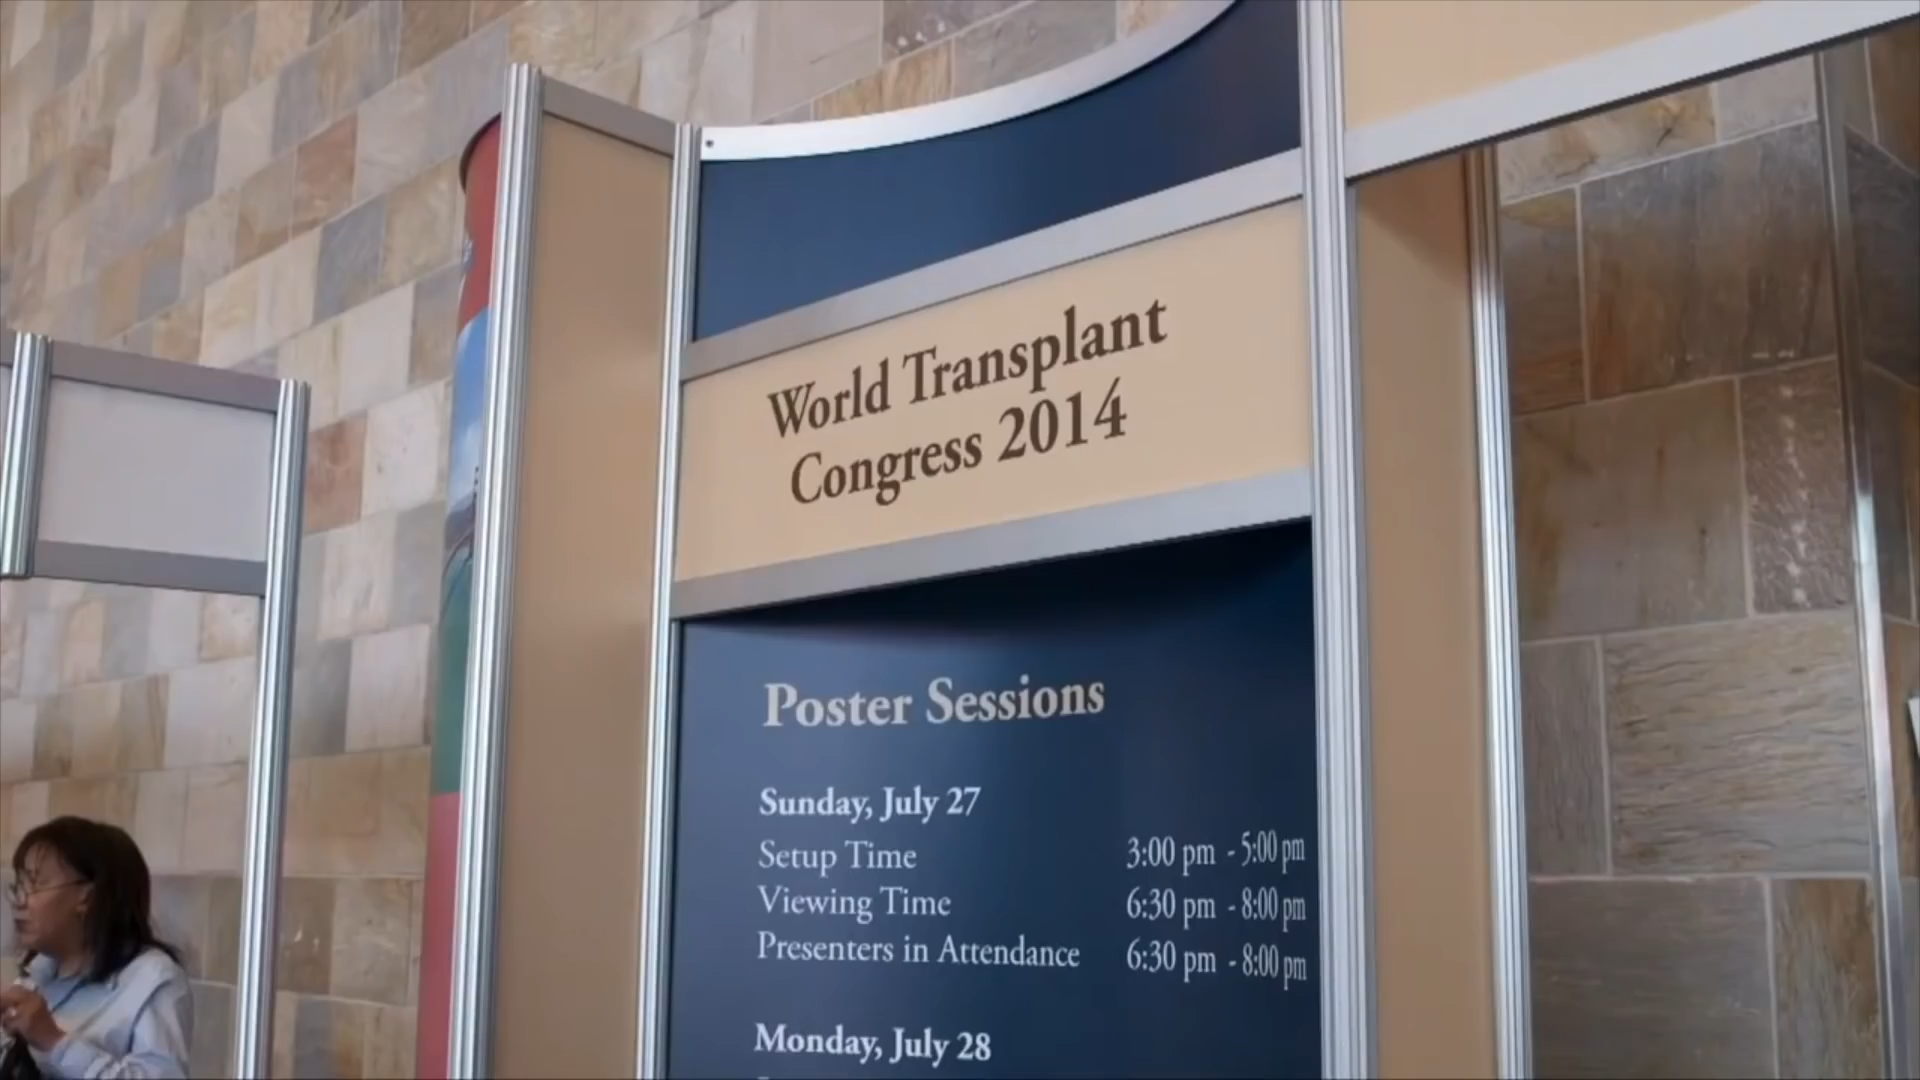 World Transplant
Congress 2014
Poster Sessions
Sunday, July 27
Setup Time 3:00 pm - 5:00 pm
Viewing Time 6:30 pm - 8:00 pm
Presenters in Attendance 6:30 pm - 8:00 pm
Monday, July 28